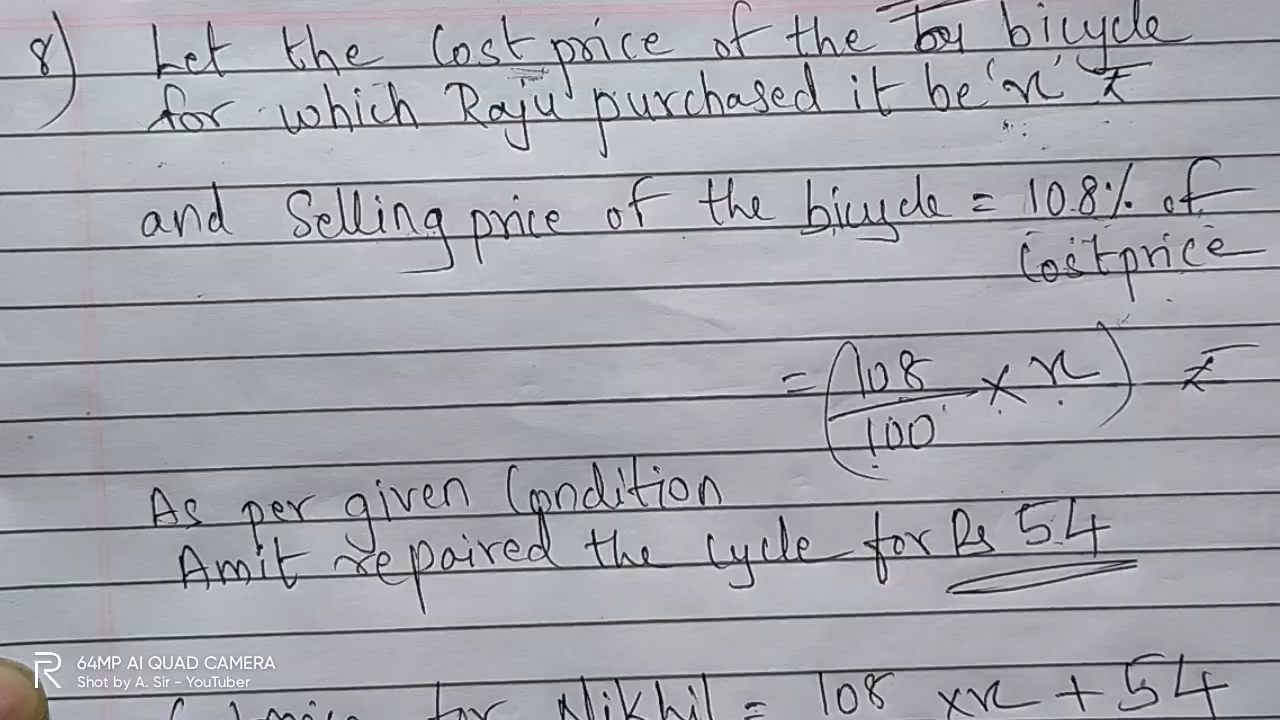 8) Let the Cost price of the bicycle
for which Raju purchased it be 'x' ₹
and Selling price of the bicycle = 108% of
Cost price
= (108/100 × x) ₹
As per given Condition
Amit repaired the cycle for Rs 54
for Nikhil = 108 × x + 54
64MP AI QUAD CAMERA
Shot by A. Sir - YouTuber